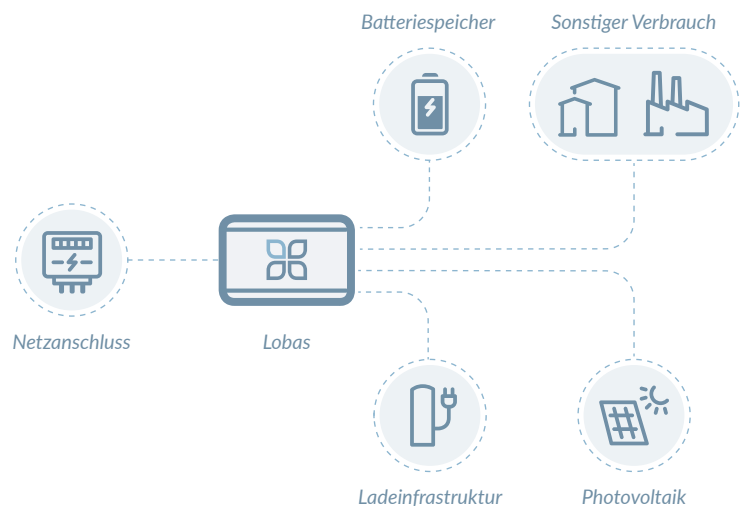 Batteriespeicher
Sonstiger Verbrauch
Netzanschluss
Lobas
Ladeinfrastruktur
Photovoltaik